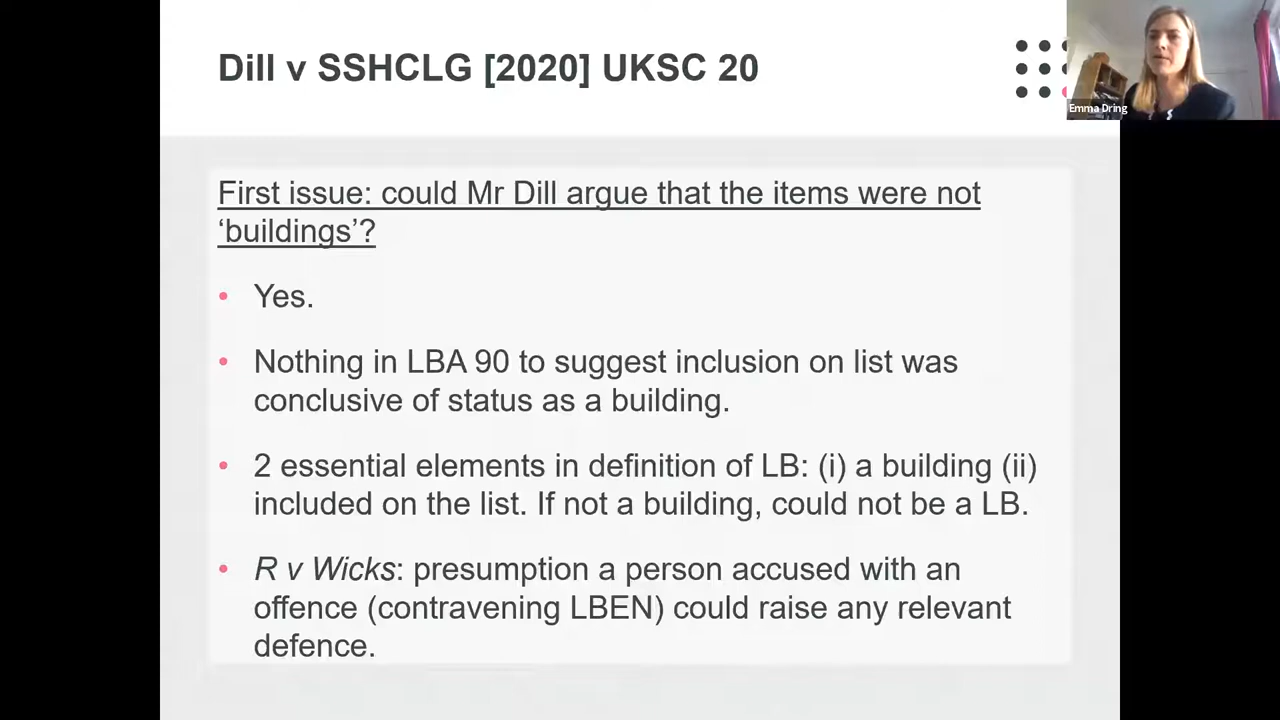 Dill v SSHCLG [2020] UKSC 20
Emma Dring
First issue: could Mr Dill argue that the items were not
‘buildings’?
• Yes.
• Nothing in LBA 90 to suggest inclusion on list was
conclusive of status as a building.
• 2 essential elements in definition of LB: (i) a building (ii)
included on the list. If not a building, could not be a LB.
• R v Wicks: presumption a person accused with an
offence (contravening LBEN) could raise any relevant
defence.